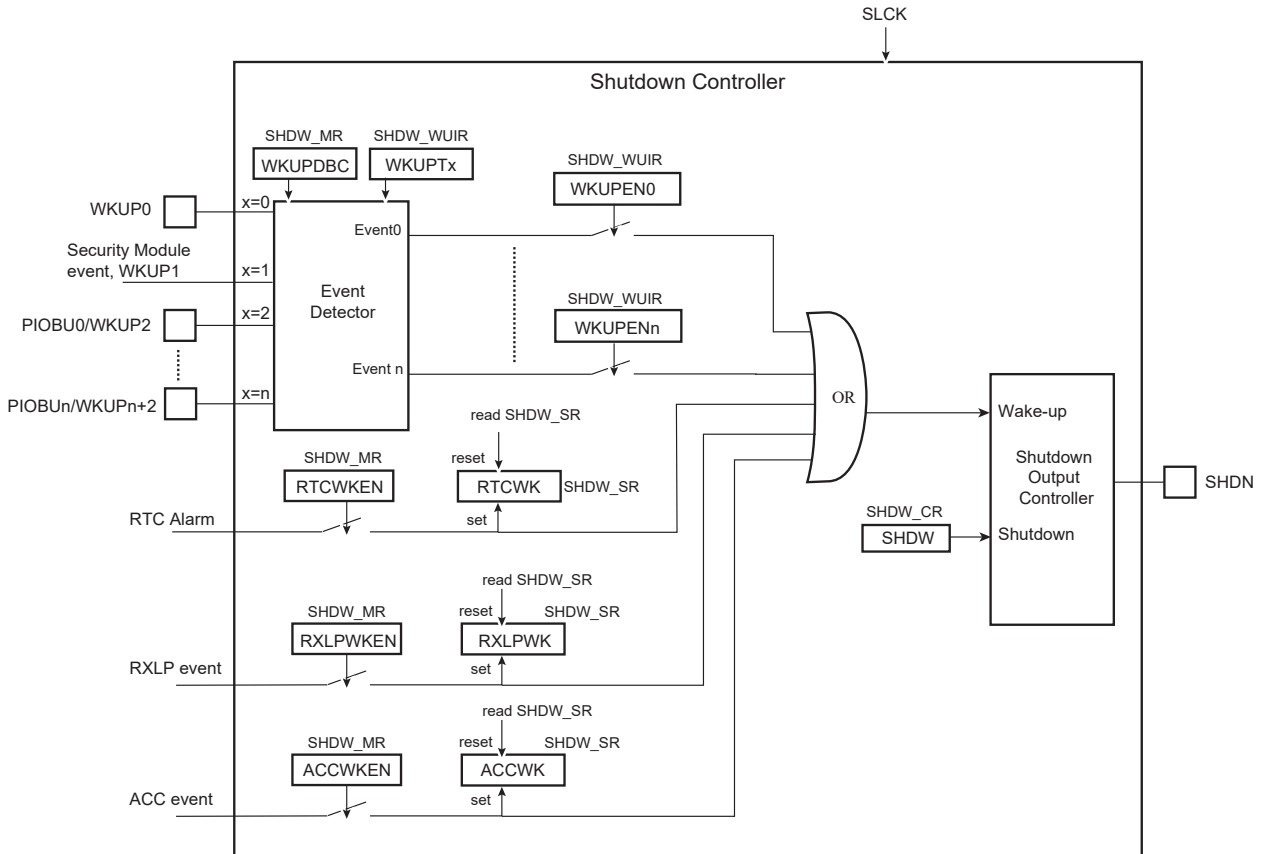 SLCK
Shutdown Controller
SHDW_MR
SHDW_WUIR
WKUPDBC
WKUPTx
SHDW_WUIR
WKUPEN0
WKUP0
x=0
Event0
Security Module
event, WKUP1
x=1
Event
Detector
SHDW_WUIR
WKUPENn
PIOBU0/WKUP2
x=2
Event n
PIOBUn/WKUPn+2
x=n
OR
Wake-up
Shutdown
Output
Controller
SHDN
read SHDW_SR
SHDW_MR
reset
RTCWKEN
RTCWK
SHDW_SR
RTC Alarm
set
SHDW_CR
SHDW
Shutdown
read SHDW_SR
SHDW_MR
reset
SHDW_SR
RXLPWKEN
RXLPWK
RXLP event
set
read SHDW_SR
SHDW_MR
reset
SHDW_SR
ACCWKEN
ACCWK
ACC event
set